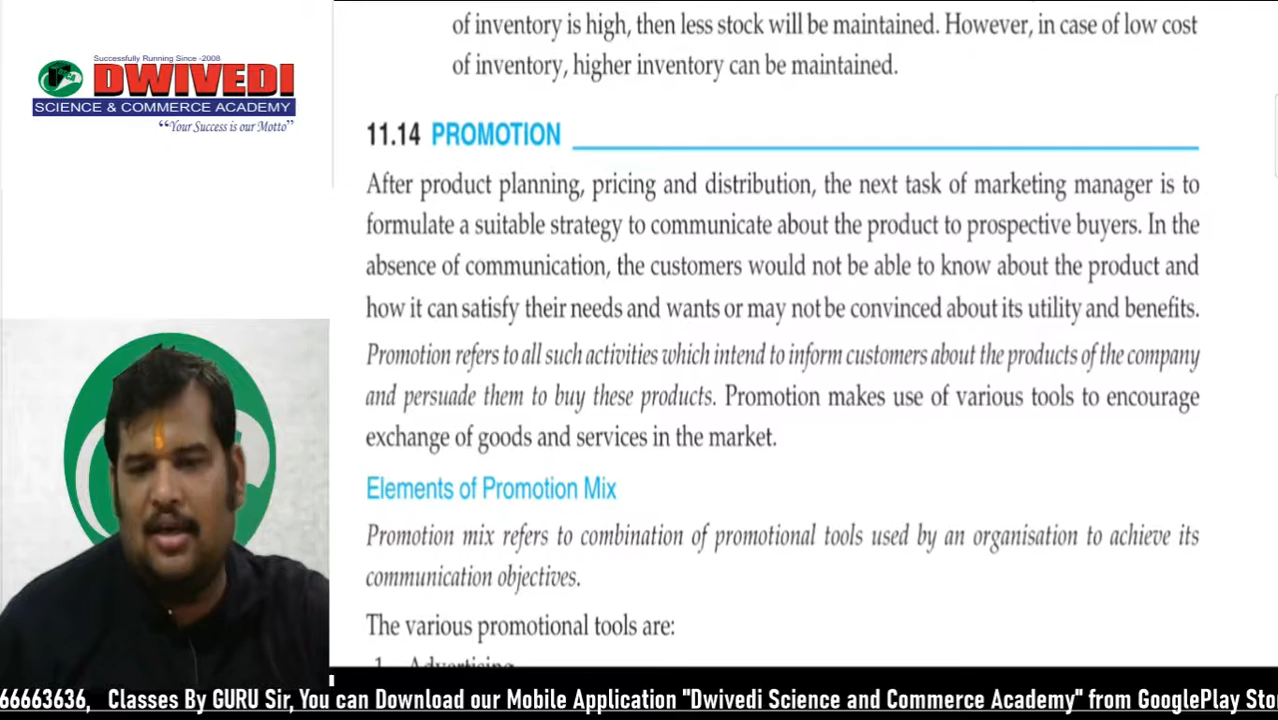 of inventory is high, then less stock will be maintained. However, in case of low cost
of inventory, higher inventory can be maintained.
Successfully Running Since -2008
DWIVEDI
SCIENCE & COMMERCE ACADEMY
“Your Success is our Motto”
11.14 PROMOTION
After product planning, pricing and distribution, the next task of marketing manager is to
formulate a suitable strategy to communicate about the product to prospective buyers. In the
absence of communication, the customers would not be able to know about the product and
how it can satisfy their needs and wants or may not be convinced about its utility and benefits.
Promotion refers to all such activities which intend to inform customers about the products of the company
and persuade them to buy these products. Promotion makes use of various tools to encourage
exchange of goods and services in the market.
Elements of Promotion Mix
Promotion mix refers to combination of promotional tools used by an organisation to achieve its
communication objectives.
The various promotional tools are:
1. Advertising
66663636, Classes By GURU Sir, You can Download our Mobile Application "Dwivedi Science and Commerce Academy" from GooglePlay Sto